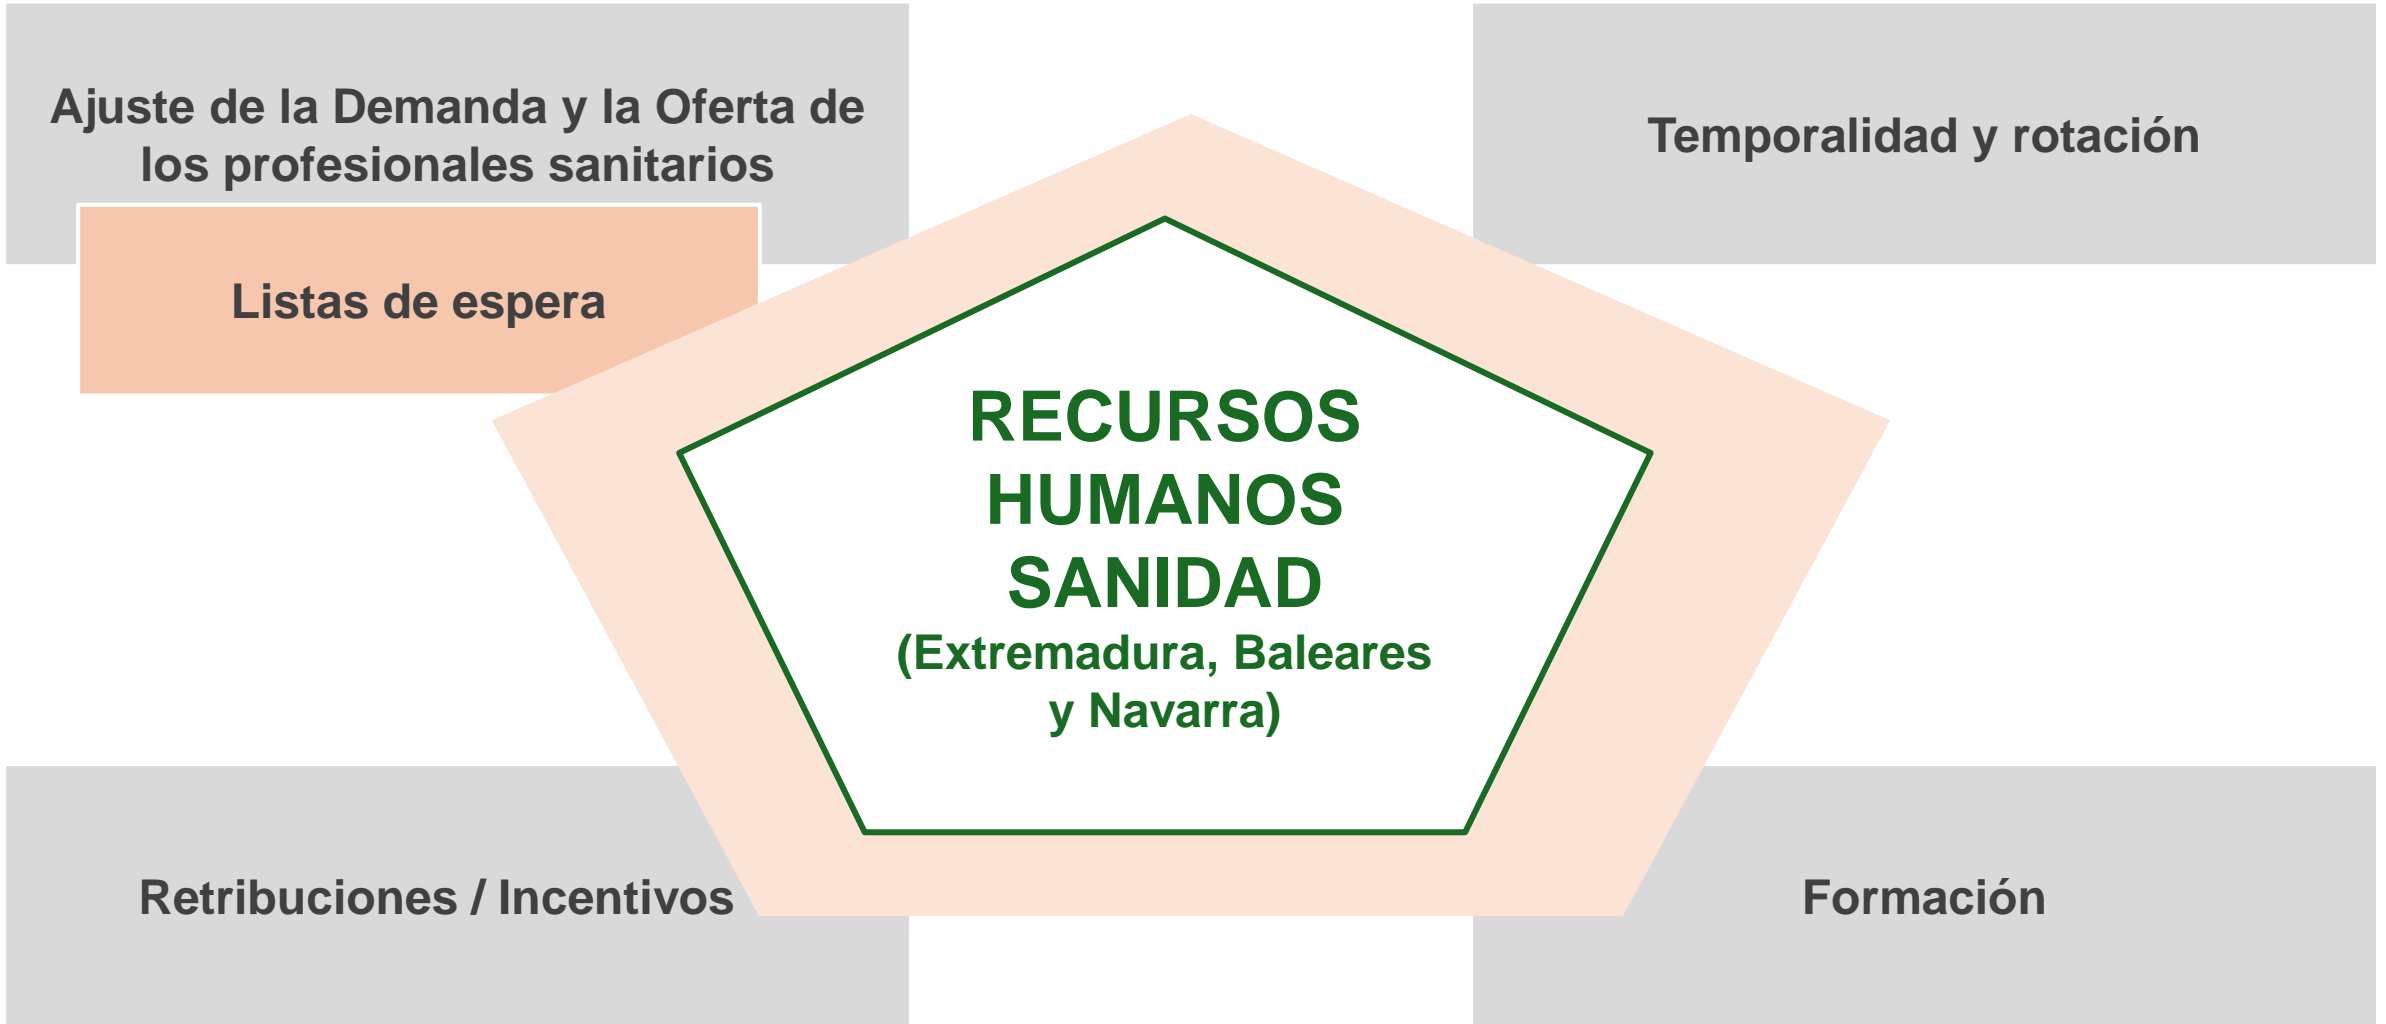 Ajuste de la Demanda y la Oferta de
los profesionales sanitarios
Listas de espera
Temporalidad y rotación
RECURSOS
HUMANOS
SANIDAD
(Extremadura, Baleares
y Navarra)
Retribuciones / Incentivos
Formación